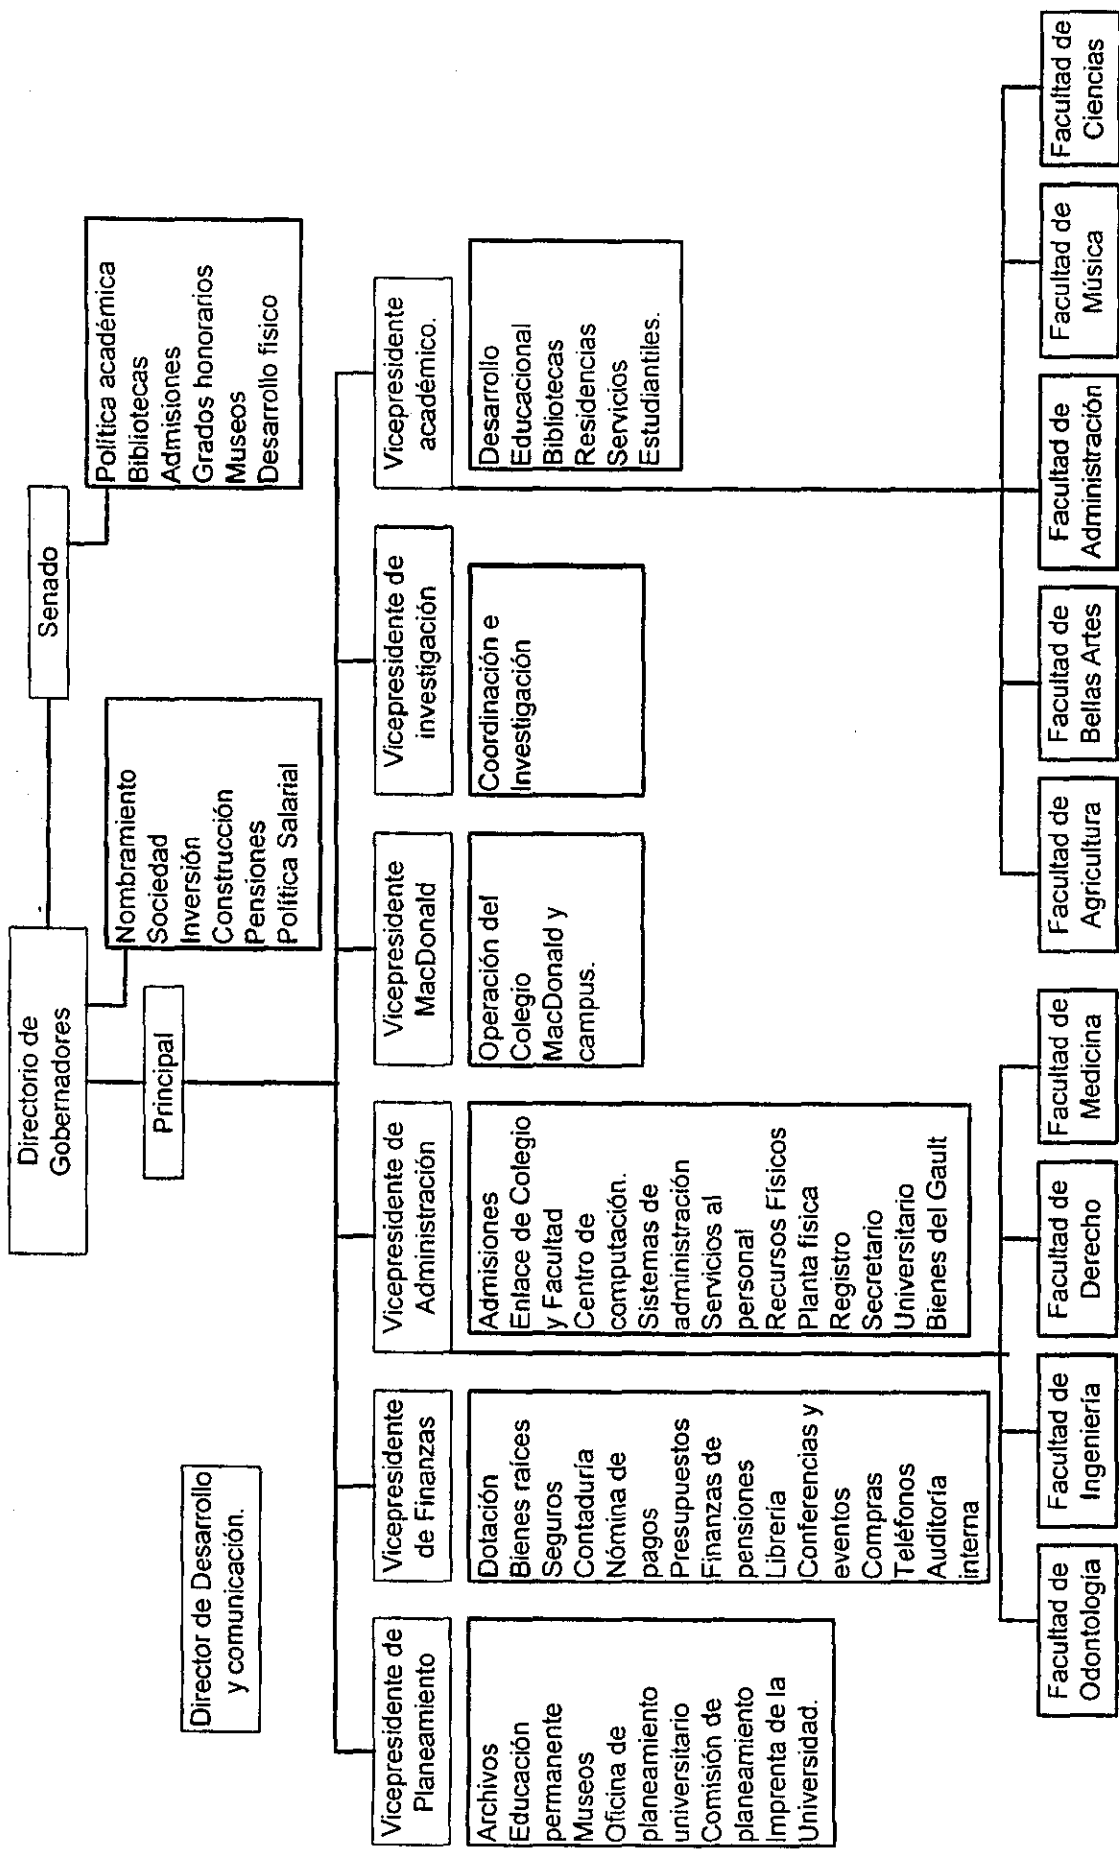 Directorio de
Gobernadores
Senado
Nombramiento
Sociedad
Inversión
Construcción
Pensiones
Política Salarial
Política académica
Bibliotecas
Admisiones
Grados honorarios
Museos
Desarrollo físico
Principal
Director de Desarrollo
y comunicación.
Vicepresidente de
Planeamiento
Vicepresidente
de Finanzas
Vicepresidente de
Administración
Vicepresidente
MacDonald
Vicepresidente de
investigación
Vicepresidente
académico.
Archivos
Educación
permanente
Museos
Oficina de
planeamiento
universitario
Comisión de
planeamiento
Imprenta de la
Universidad.
Dotación
Bienes raíces
Seguros
Contaduría
Nómina de
pagos
Presupuestos
Finanzas de
pensiones
Librería
Conferencias y
eventos
Compras
Teléfonos
Auditoría
interna
Admisiones
Enlace de Colegio
y Facultad
Centro de
computación.
Sistemas de
administración
Servicios al
personal
Recursos Físicos
Planta física
Registro
Secretario
Universitario
Bienes del Gault
Operación del
Colegio
MacDonald y
campus.
Coordinación e
Investigación
Desarrollo
Educacional
Bibliotecas
Residencias
Servicios
Estudiantiles.
Facultad de
Odontología
Facultad de
Ingeniería
Facultad de
Derecho
Facultad de
Medicina
Facultad de
Agricultura
Facultad de
Bellas Artes
Facultad de
Administración
Facultad de
Música
Facultad de
Ciencias